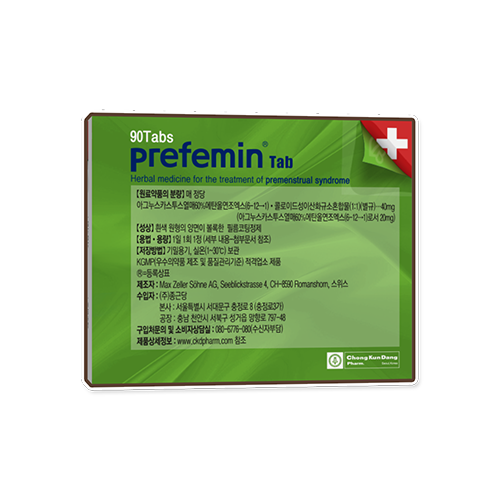 90Tabs
prefemin® Tab
Herbal medicine for the treatment of premenstrual syndrome
[원료약품의 분량] 매 정당
아그누스카스투스열매60%에탄올연조엑스(6-12→1)·콜로이드성이산화규소혼합물(1:1)(별규)…40mg
(아그누스카스투스열매60%에탄올연조엑스(6-12→1)로서 20mg)
[성상] 흰색 원형의 양면이 볼록한 필름코팅정제
[용법·용량] 1일 1회 1정 (세부 내용-첨부문서 참조)
[저장방법] 기밀용기, 실온(1~30℃) 보관
KGMP(우수의약품 제조 및 품질관리기준) 적격업소 제품
®=등록상표
제조자 : Max Zeller Söhne AG, Seeblickstrasse 4, CH-8590 Romanshorn, 스위스
수입자 : (주)종근당
본사 : 서울특별시 서대문구 충정로 8 (충정로3가)
공장 : 충남 천안시 서북구 성거읍 망향로 797-48
구입처문의 및 소비자상담실 : 080-6776-080(수신자부담)
제품상세정보 : www.ckdpharm.com 참조
Chong Kun Dang
Pharm.